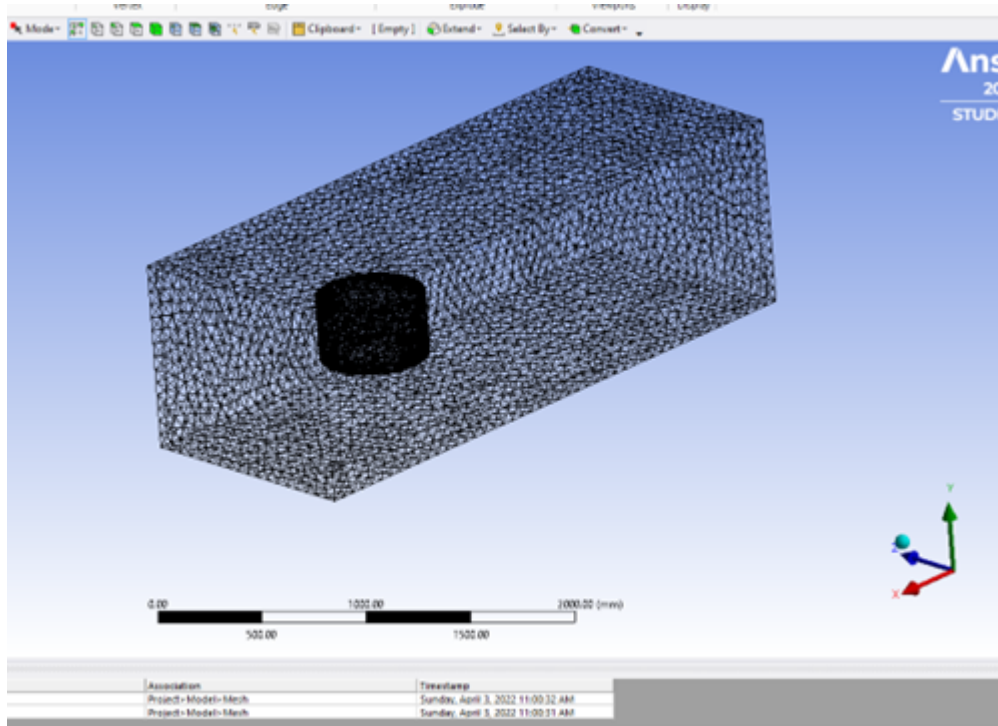 Vertex Edge Explode Viewports Display
Mode Clipboard [Empty] Extend Select By Convert
Ans
20
STUD
Y
Z
X
0.00 1000.00 2000.00 (mm)
500.00 1500.00
Association Timestamp
Project>Model>Mesh Sunday, April 3, 2022 11:00:32 AM
Project>Model>Mesh Sunday, April 3, 2022 11:00:31 AM